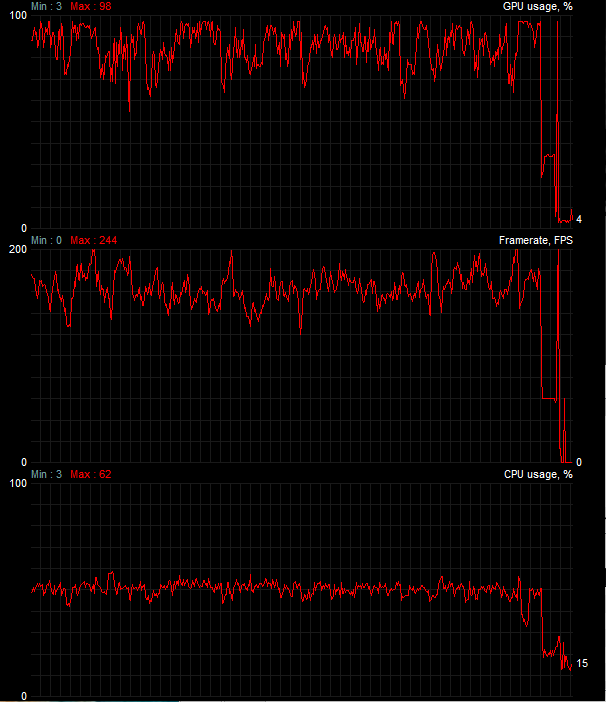 Min : 3 Max : 98 GPU usage, %
100
4
0
Min : 0 Max : 244 Framerate, FPS
200
0 0
Min : 3 Max : 62 CPU usage, %
100
15
0